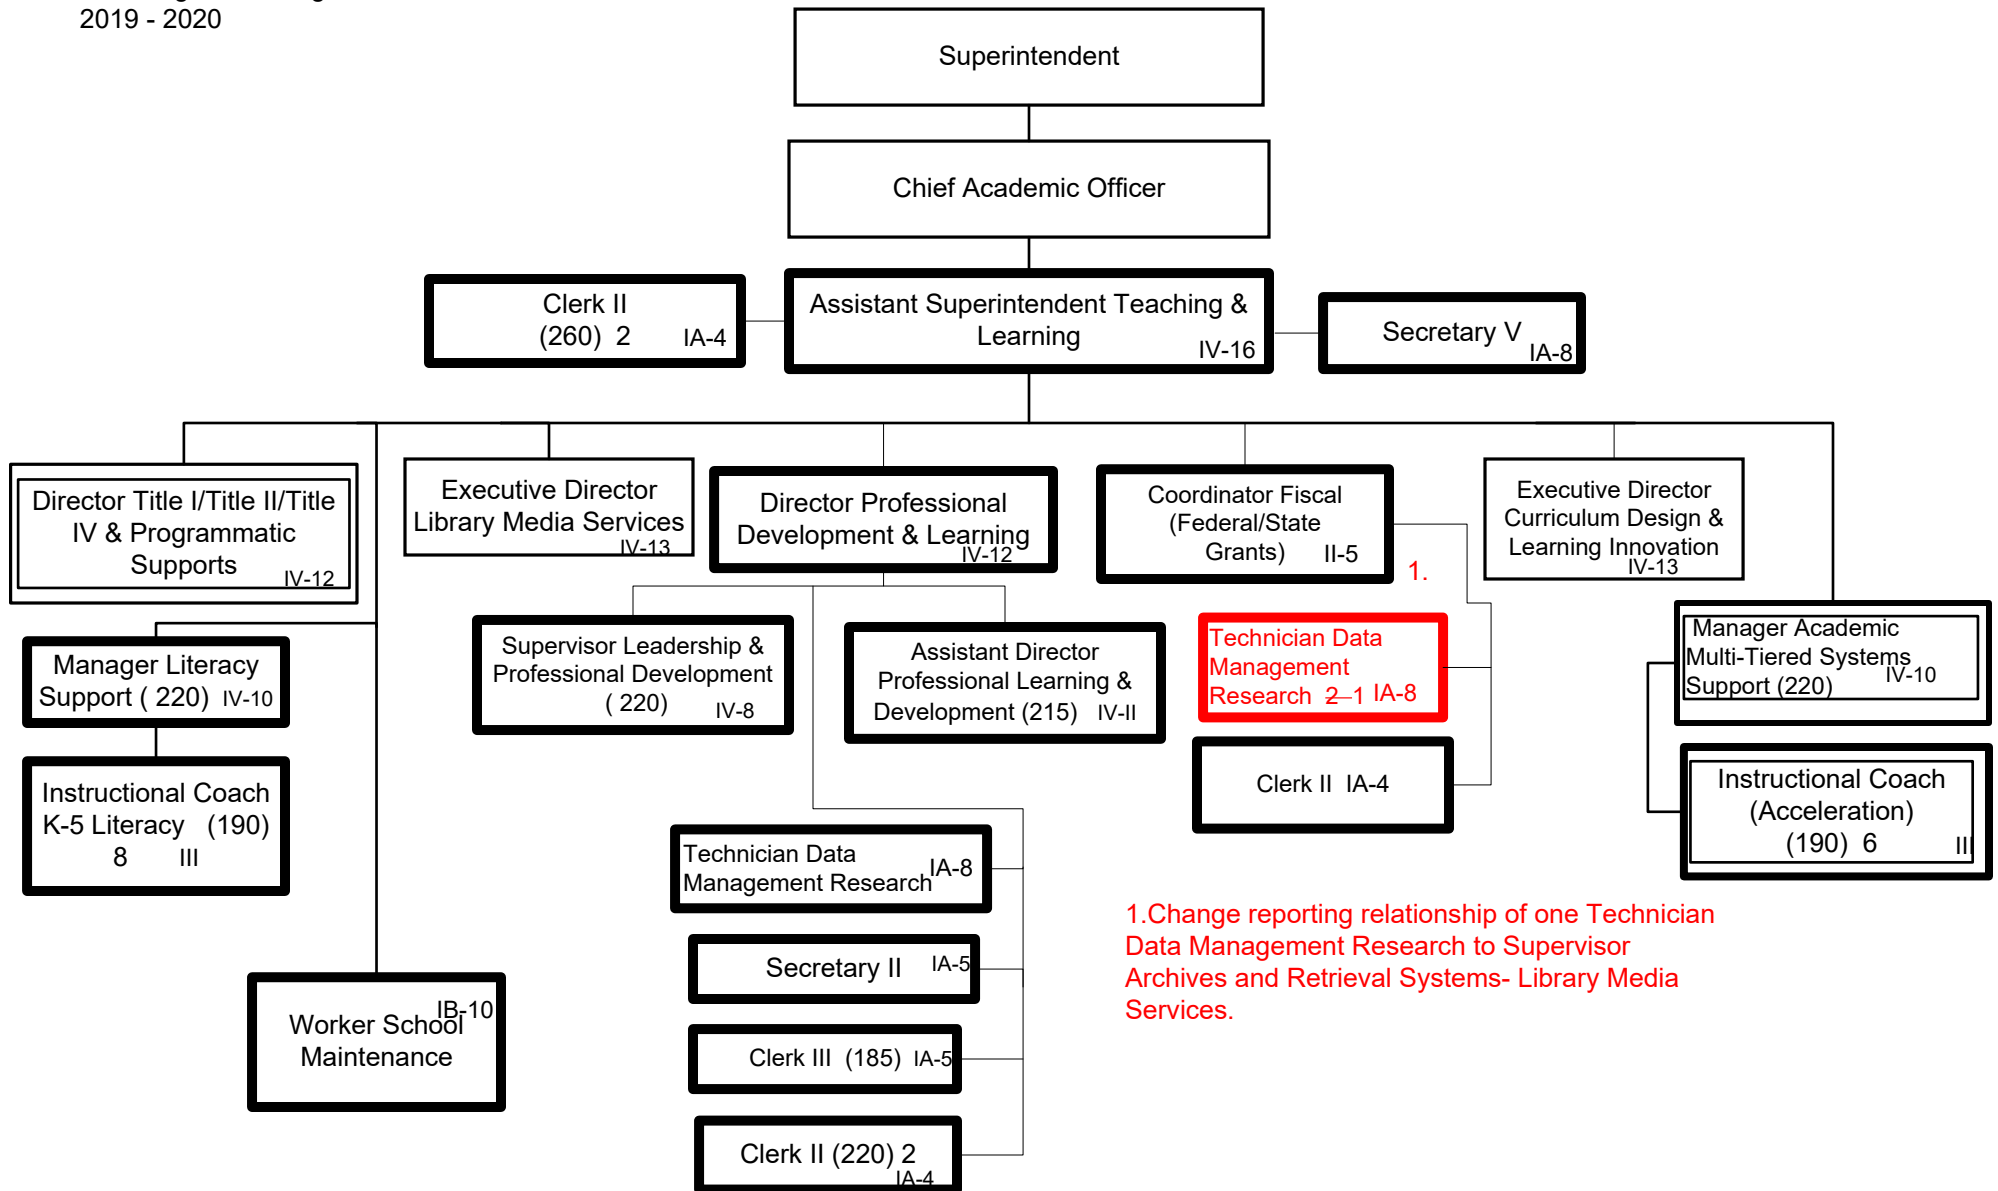 2019 - 2020
Superintendent
Chief Academic Officer
Clerk II
(260) 2 IA-4
Assistant Superintendent Teaching &
Learning
IV-16
Secretary V
IA-8
Director Title I/Title II/Title
IV & Programmatic
Supports
IV-12
Executive Director
Library Media Services
IV-13
Director Professional
Development & Learning
IV-12
Coordinator Fiscal
(Federal/State
Grants) II-5
1.
Executive Director
Curriculum Design &
Learning Innovation
IV-13
Manager Literacy
Support ( 220) IV-10
Supervisor Leadership &
Professional Development
( 220) IV-8
Assistant Director
Professional Learning &
Development (215) IV-II
Technician Data
Management
Research 2 1 IA-8
Manager Academic
Multi-Tiered Systems
Support (220) IV-10
Instructional Coach
K-5 Literacy (190)
8 III
Clerk II IA-4
Instructional Coach
(Acceleration)
(190) 6 III
Technician Data
Management Research IA-8
Secretary II IA-5
Clerk III (185) IA-5
Clerk II (220) 2
IA-4
IB-10
Worker School
Maintenance
1.Change reporting relationship of one Technician
Data Management Research to Supervisor
Archives and Retrieval Systems- Library Media
Services.